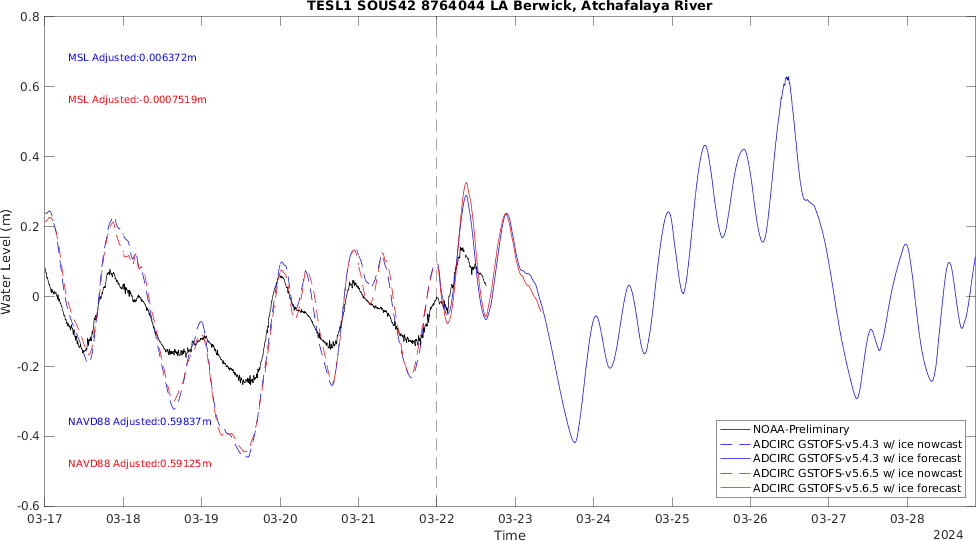 TESL1 SOUS42 8764044 LA Berwick, Atchafalaya River
0.8
MSL Adjusted:0.006372m
0.6
MSL Adjusted:-0.0007519m
0.4
0.2
Water Level (m)
0
-0.2
NAVD88 Adjusted:0.59837m
-0.4
NAVD88 Adjusted:0.59125m
-0.6
NOAA-Preliminary
ADCIRC GSTOFS-v5.4.3 w/ ice nowcast
ADCIRC GSTOFS-v5.4.3 w/ ice forecast
ADCIRC GSTOFS-v5.6.5 w/ ice nowcast
ADCIRC GSTOFS-v5.6.5 w/ ice forecast
03-17 03-18 03-19 03-20 03-21 03-22 03-23 03-24 03-25 03-26 03-27 03-28
Time
2024